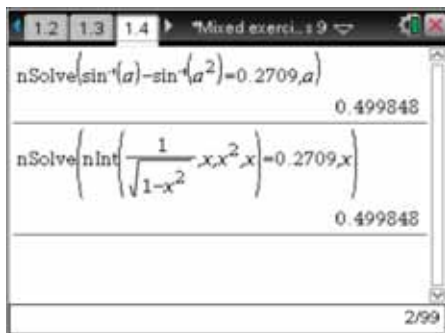 1.2 1.3 1.4 *Mixed exerci...s 9
nSolve(sin⁻¹(a)-sin⁻¹(a²)=0.2709,a)
0.499848
nSolve(nInt(1/√(1-x²),x,x²,x)=0.2709,x)
0.499848
2/99